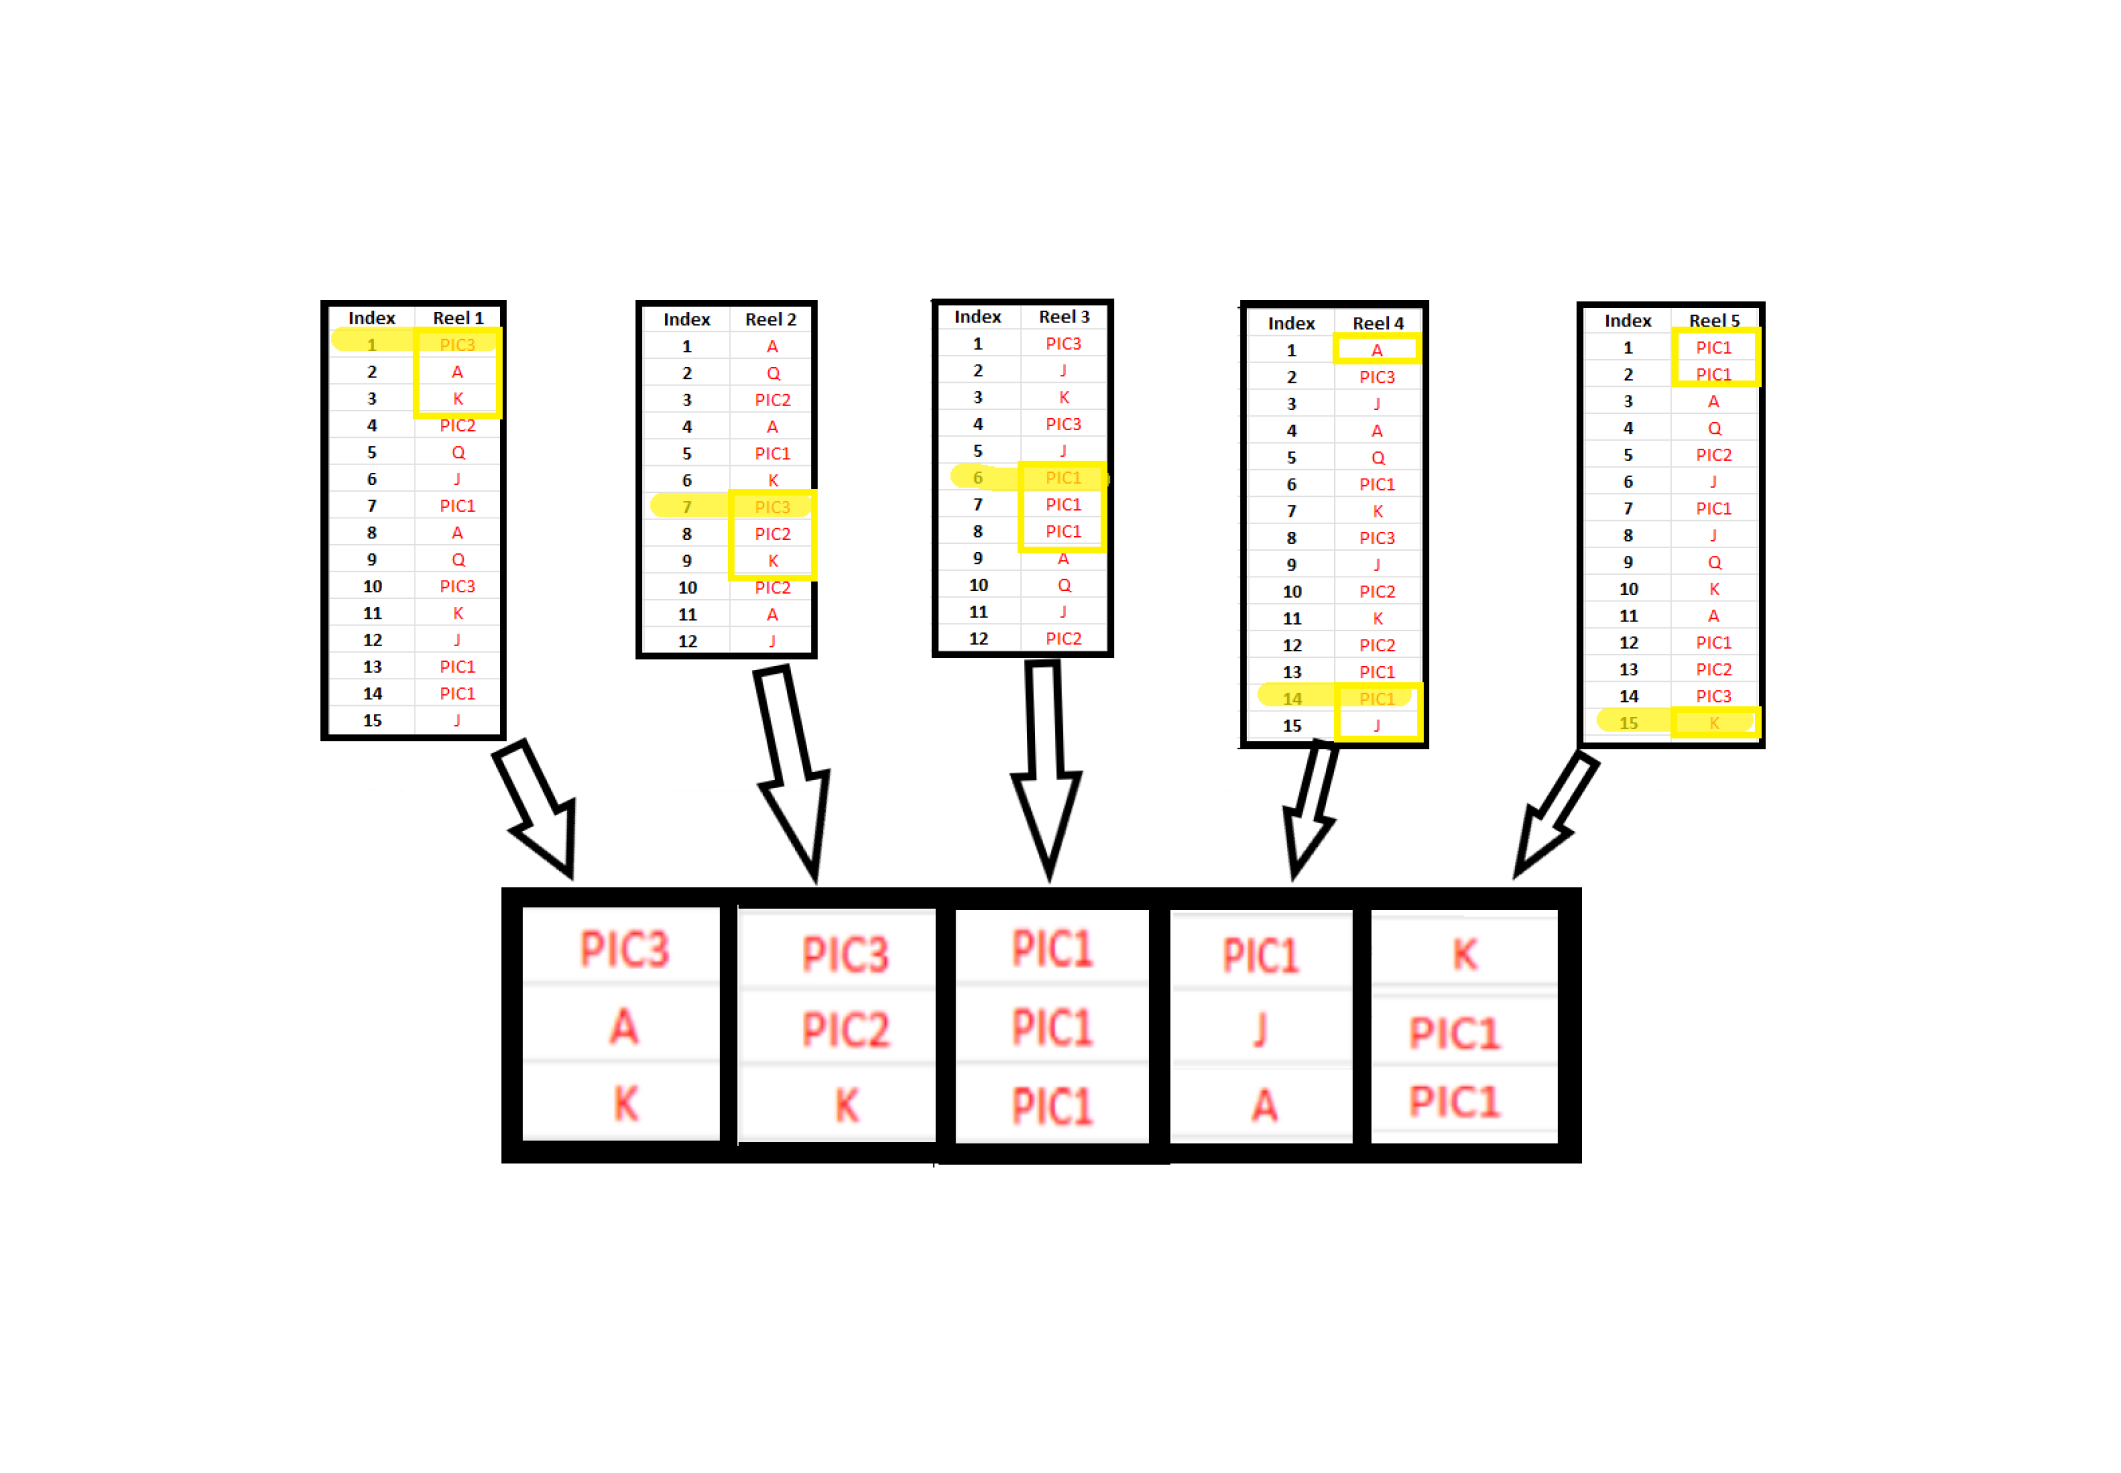 Index Reel 1
1 PIC3
2 A
3 K
4 PIC2
5 Q
6 J
7 PIC1
8 A
9 Q
10 PIC3
11 K
12 J
13 PIC1
14 PIC1
15 J
Index Reel 2
1 A
2 Q
3 PIC2
4 A
5 PIC1
6 K
7 PIC3
8 PIC2
9 K
10 PIC2
11 A
12 J
Index Reel 3
1 PIC3
2 J
3 K
4 PIC3
5 J
6 PIC1
7 PIC1
8 PIC1
9 A
10 Q
11 J
12 PIC2
Index Reel 4
1 A
2 PIC3
3 J
4 A
5 Q
6 PIC1
7 K
8 PIC3
9 J
10 PIC2
11 K
12 PIC2
13 PIC1
14 PIC1
15 J
Index Reel 5
1 PIC1
2 PIC1
3 A
4 Q
5 PIC2
6 J
7 PIC1
8 J
9 Q
10 K
11 A
12 PIC1
13 PIC2
14 PIC3
15 K
PIC3 PIC3 PIC1 PIC1 K
A PIC2 PIC1 J PIC1
K K PIC1 A PIC1